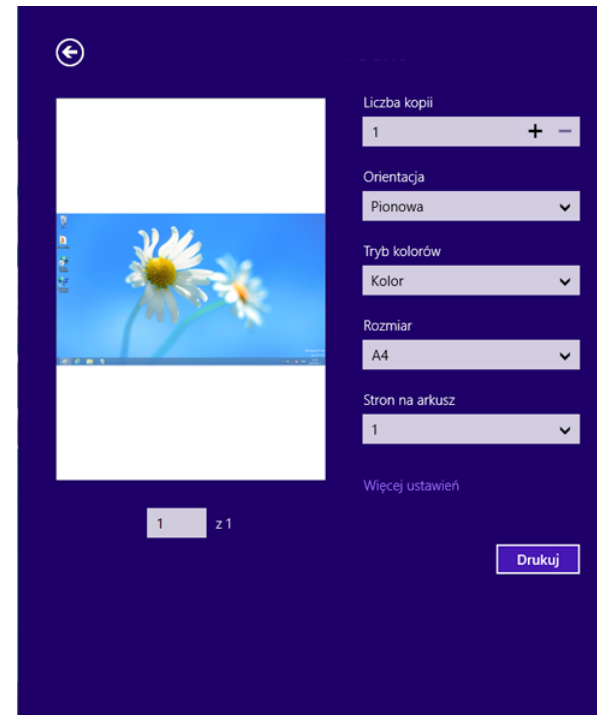 Liczba kopii
1
Orientacja
Pionowa
Tryb kolorów
Kolor
Rozmiar
A4
Stron na arkusz
1
Więcej ustawień
1 z 1
Drukuj